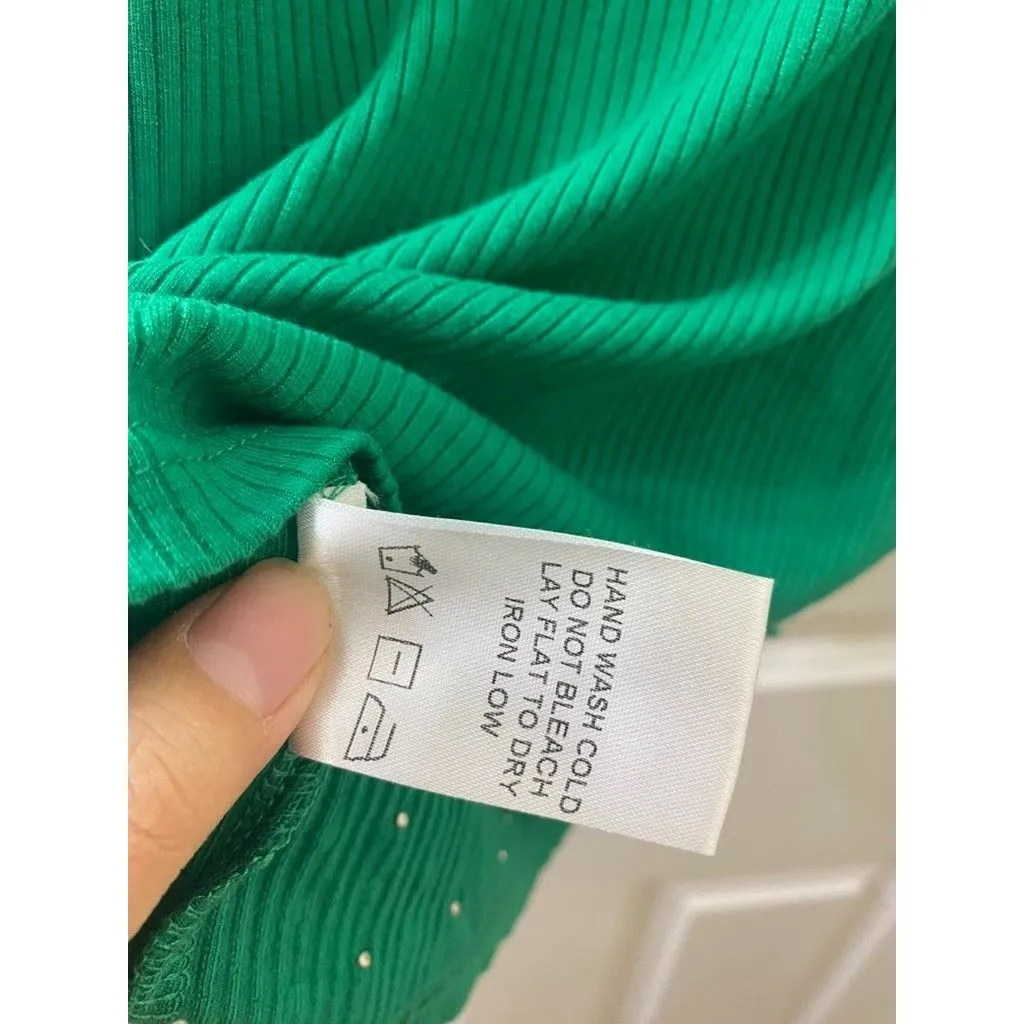 HAND WASH COLD
DO NOT BLEACH
LAY FLAT TO DRY
IRON LOW